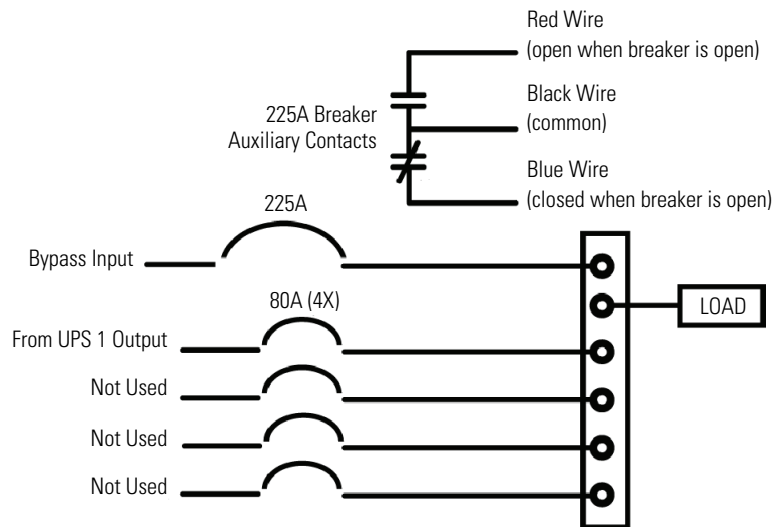 Red Wire
(open when breaker is open)
Black Wire
(common)
225A Breaker
Auxiliary Contacts
Blue Wire
(closed when breaker is open)
225A
Bypass Input
80A (4X)
LOAD
From UPS 1 Output
Not Used
Not Used
Not Used